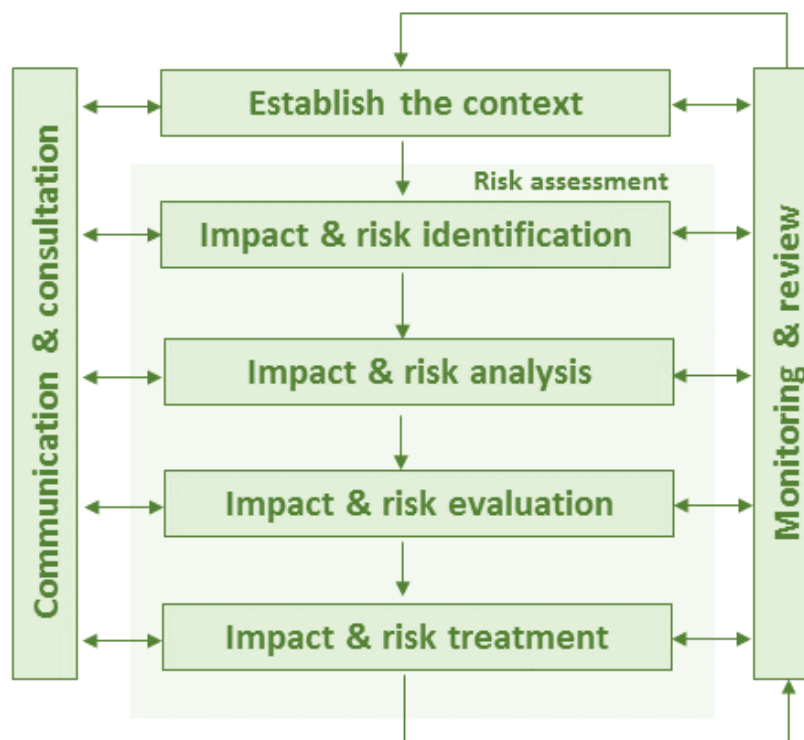 Communication & consultation
Establish the context
Risk assessment
Impact & risk identification
Impact & risk analysis
Impact & risk evaluation
Impact & risk treatment
Monitoring & review